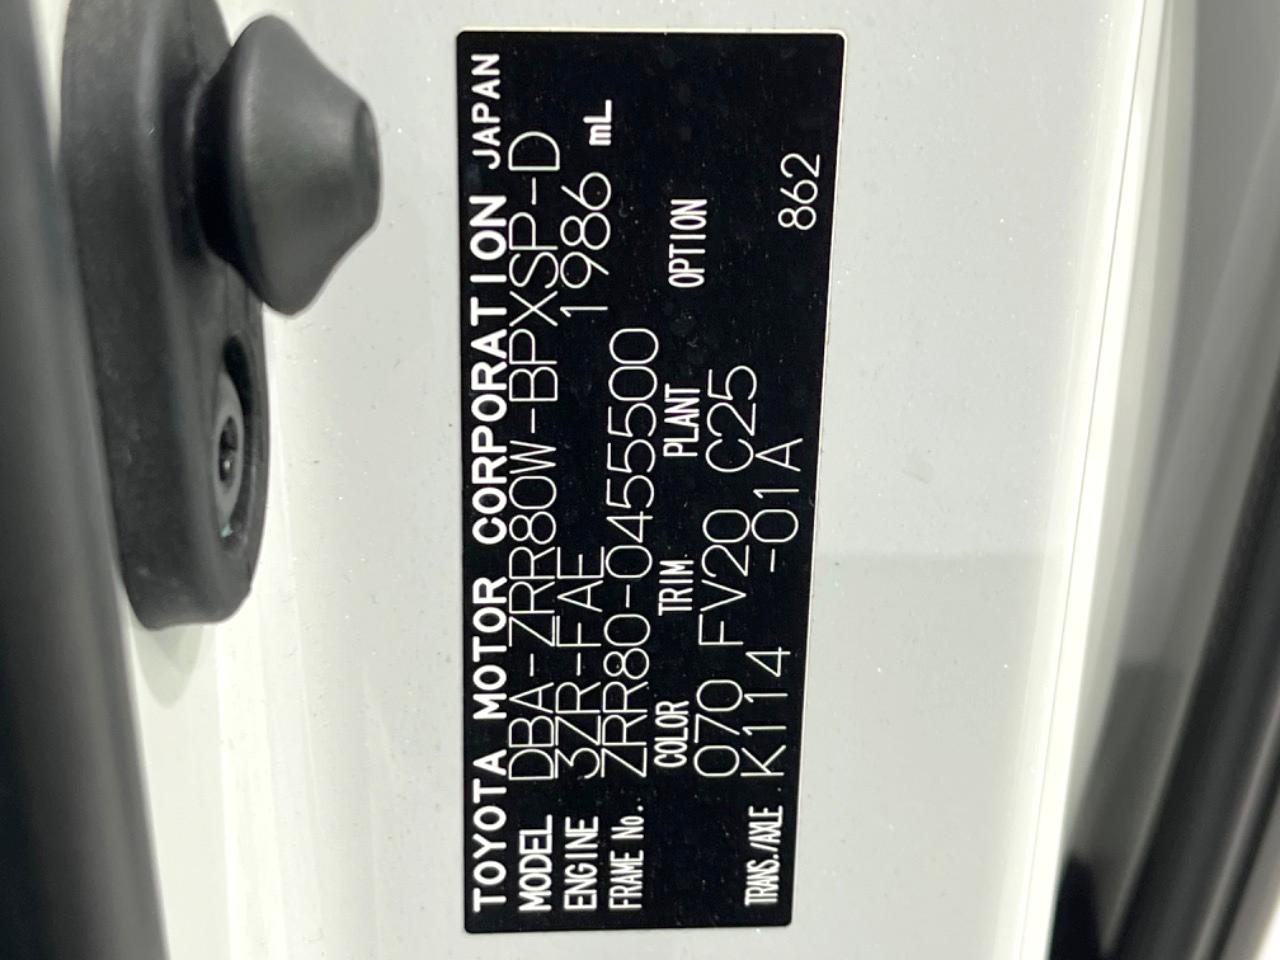 TOYOTA MOTOR CORPORATION JAPAN
MODEL DBA-ZRR80W-BPXSP-D
ENGINE 3ZR-FAE 1986 mL
FRAME No. ZRR80-0455500
COLOR TRIM PLANT OPTION
070 FV20 C25
TRANS./AXLE K114 -01A 862